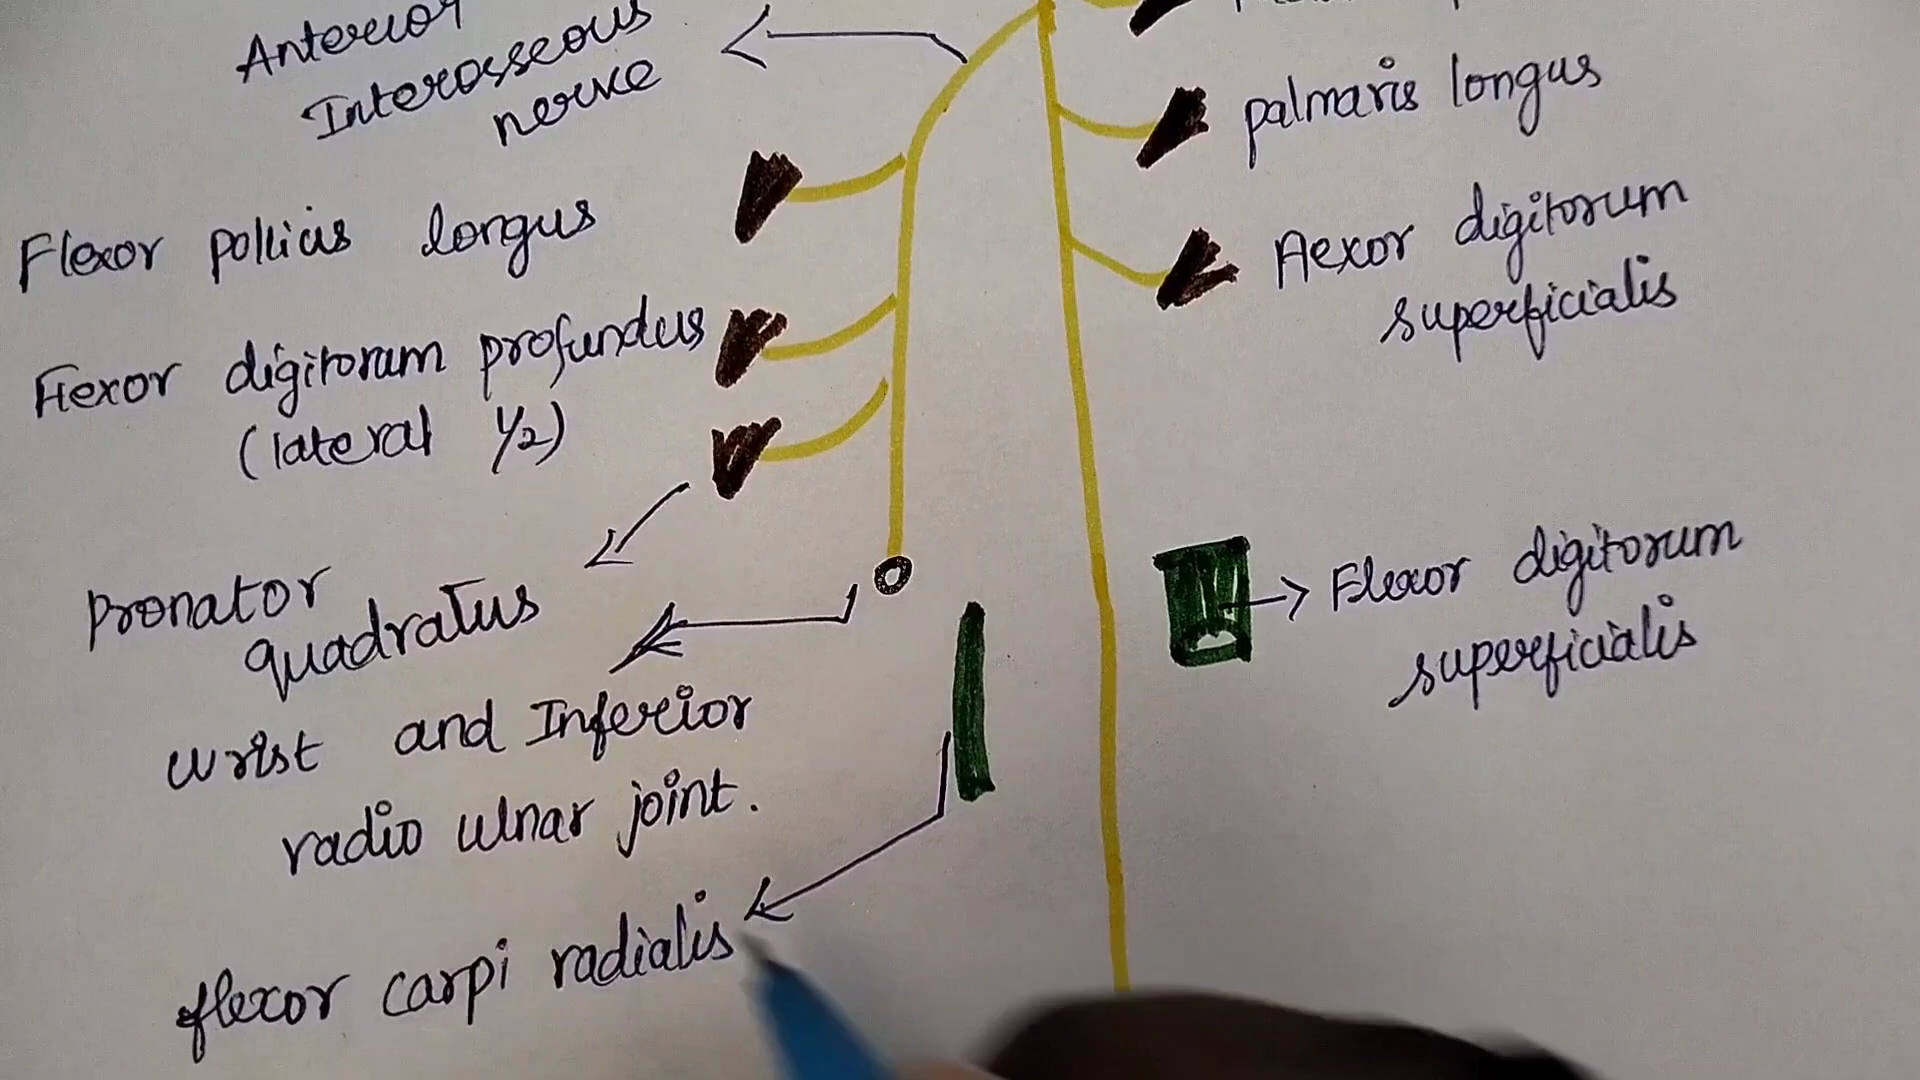 Anterior
Interosseous
nerve
palmaris longus
Flexor pollicis longus
Flexor digitorum
superficialis
Flexor digitorum profundus
(lateral 1/2)
Pronator
quadratus
Flexor digitorum
superficialis
wrist and Inferior
radio ulnar joint.
flexor carpi radialis